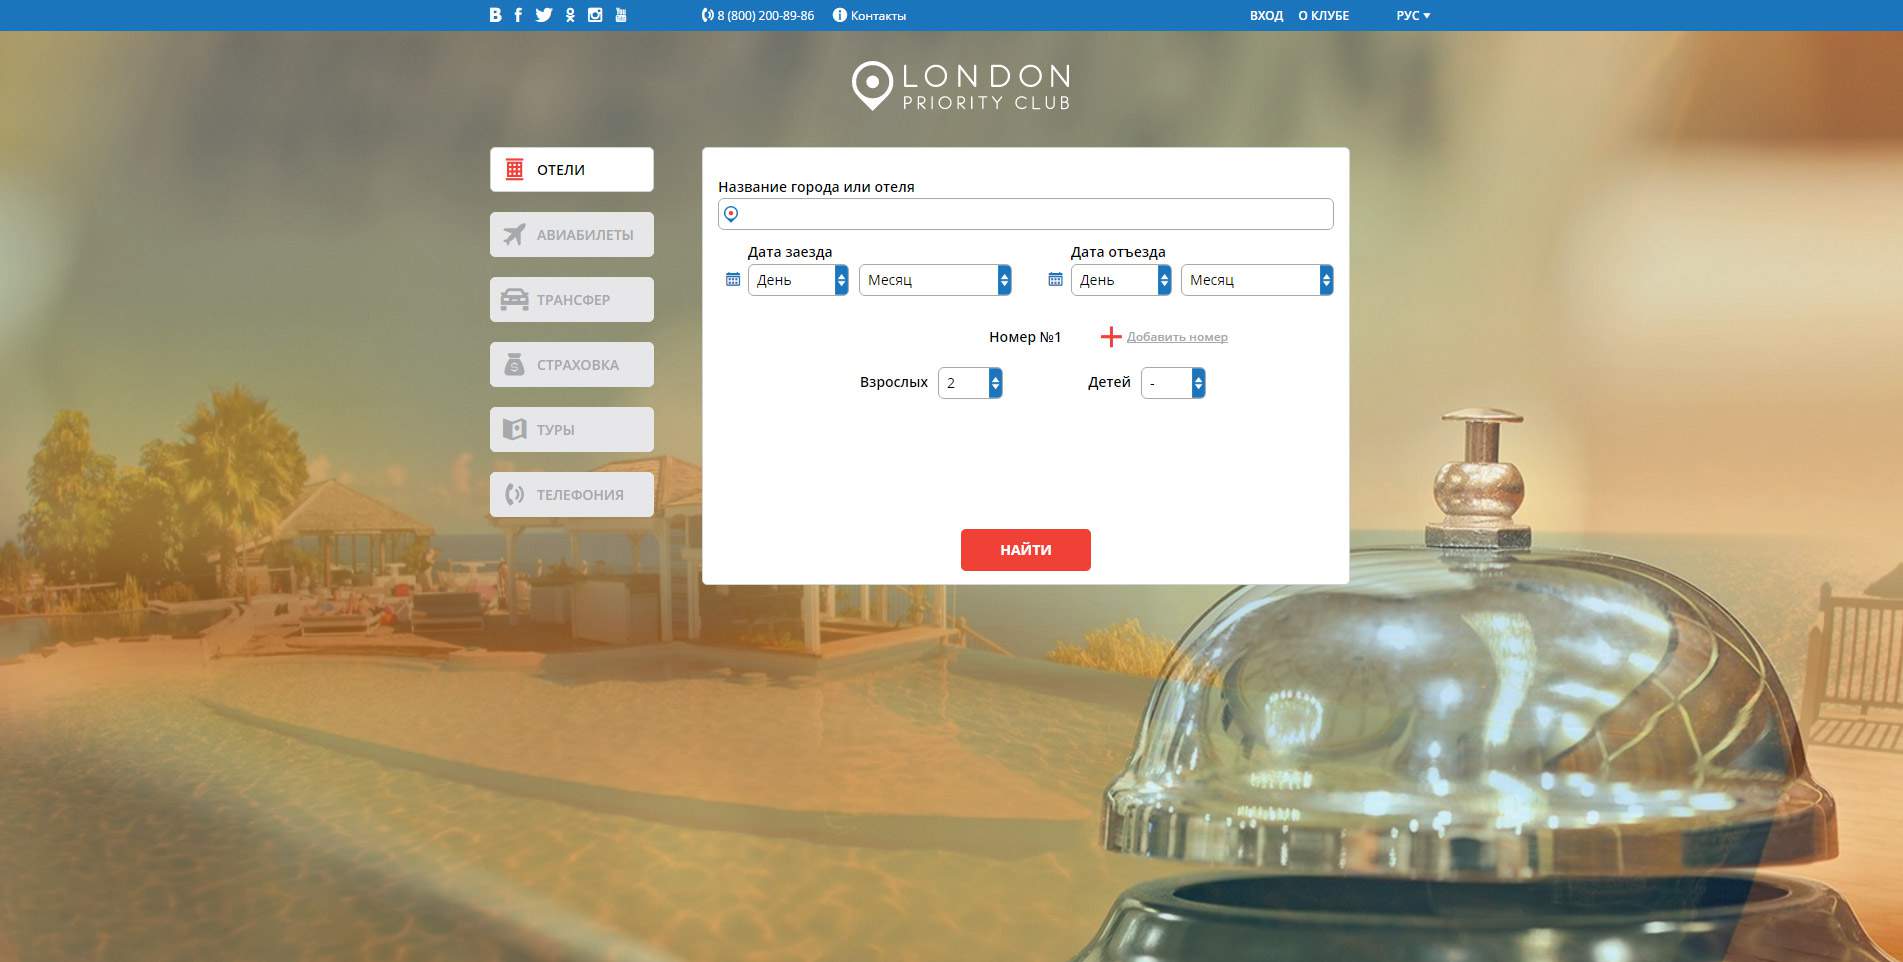 8 (800) 200-89-86 Контакты ВХОД О КЛУБЕ РУС
LONDON
PRIORITY CLUB
ОТЕЛИ
АВИАБИЛЕТЫ
ТРАНСФЕР
СТРАХОВКА
ТУРЫ
ТЕЛЕФОНИЯ
Название города или отеля
Дата заезда Дата отъезда
День Месяц День Месяц
Номер №1 Добавить номер
Взрослых 2 Детей -
НАЙТИ